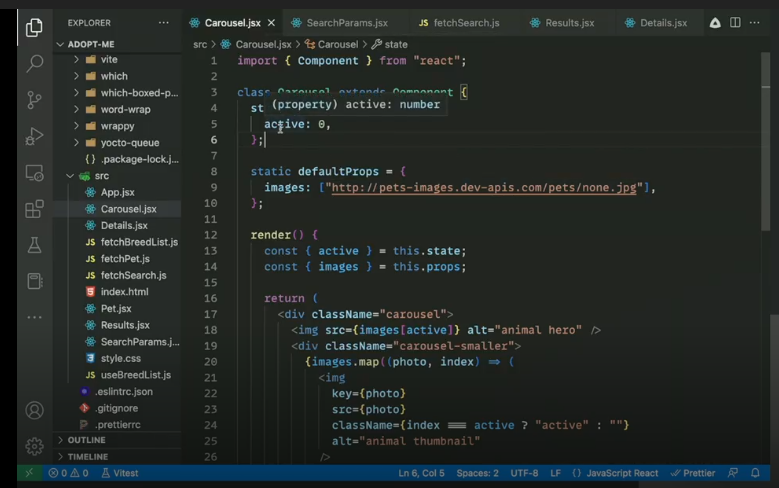 EXPLORER
Carousel.jsx
SearchParams.jsx
JS fetchSearch.js
Results.jsx
Details.jsx
ADOPT-ME
src > Carousel.jsx > Carousel > state
vite
which
which-boxed-p...
word-wrap
wrappy
yocto-queue
{} .package-lock.j...
src
App.jsx
Carousel.jsx
Details.jsx
JS fetchBreedList.js
JS fetchPet.js
JS fetchSearch.js
index.html
Pet.jsx
Results.jsx
SearchParams.j...
style.css
JS useBreedList.js
.eslintrc.json
.gitignore
.prettierrc
OUTLINE
TIMELINE
1 import { Component } from "react";
2
3 class Carousel extends Component {
(property) active: number
4 st
5 active: 0,
6 };
7
8 static defaultProps = {
9 images: ["http://pets-images.dev-apis.com/pets/none.jpg"],
10 };
11
12 render() {
13 const { active } = this.state;
14 const { images } = this.props;
15
16 return (
17 <div className="carousel">
18 <img src={images[active]} alt="animal hero" />
19 <div className="carousel-smaller">
20 {images.map((photo, index) => (
21 <img
22 key={photo}
23 src={photo}
24 className={index === active ? "active" : ""}
25 alt="animal thumbnail"
26 />
0 0 Vitest
Ln 6, Col 5 Spaces: 2 UTF-8 LF {} JavaScript React Prettier